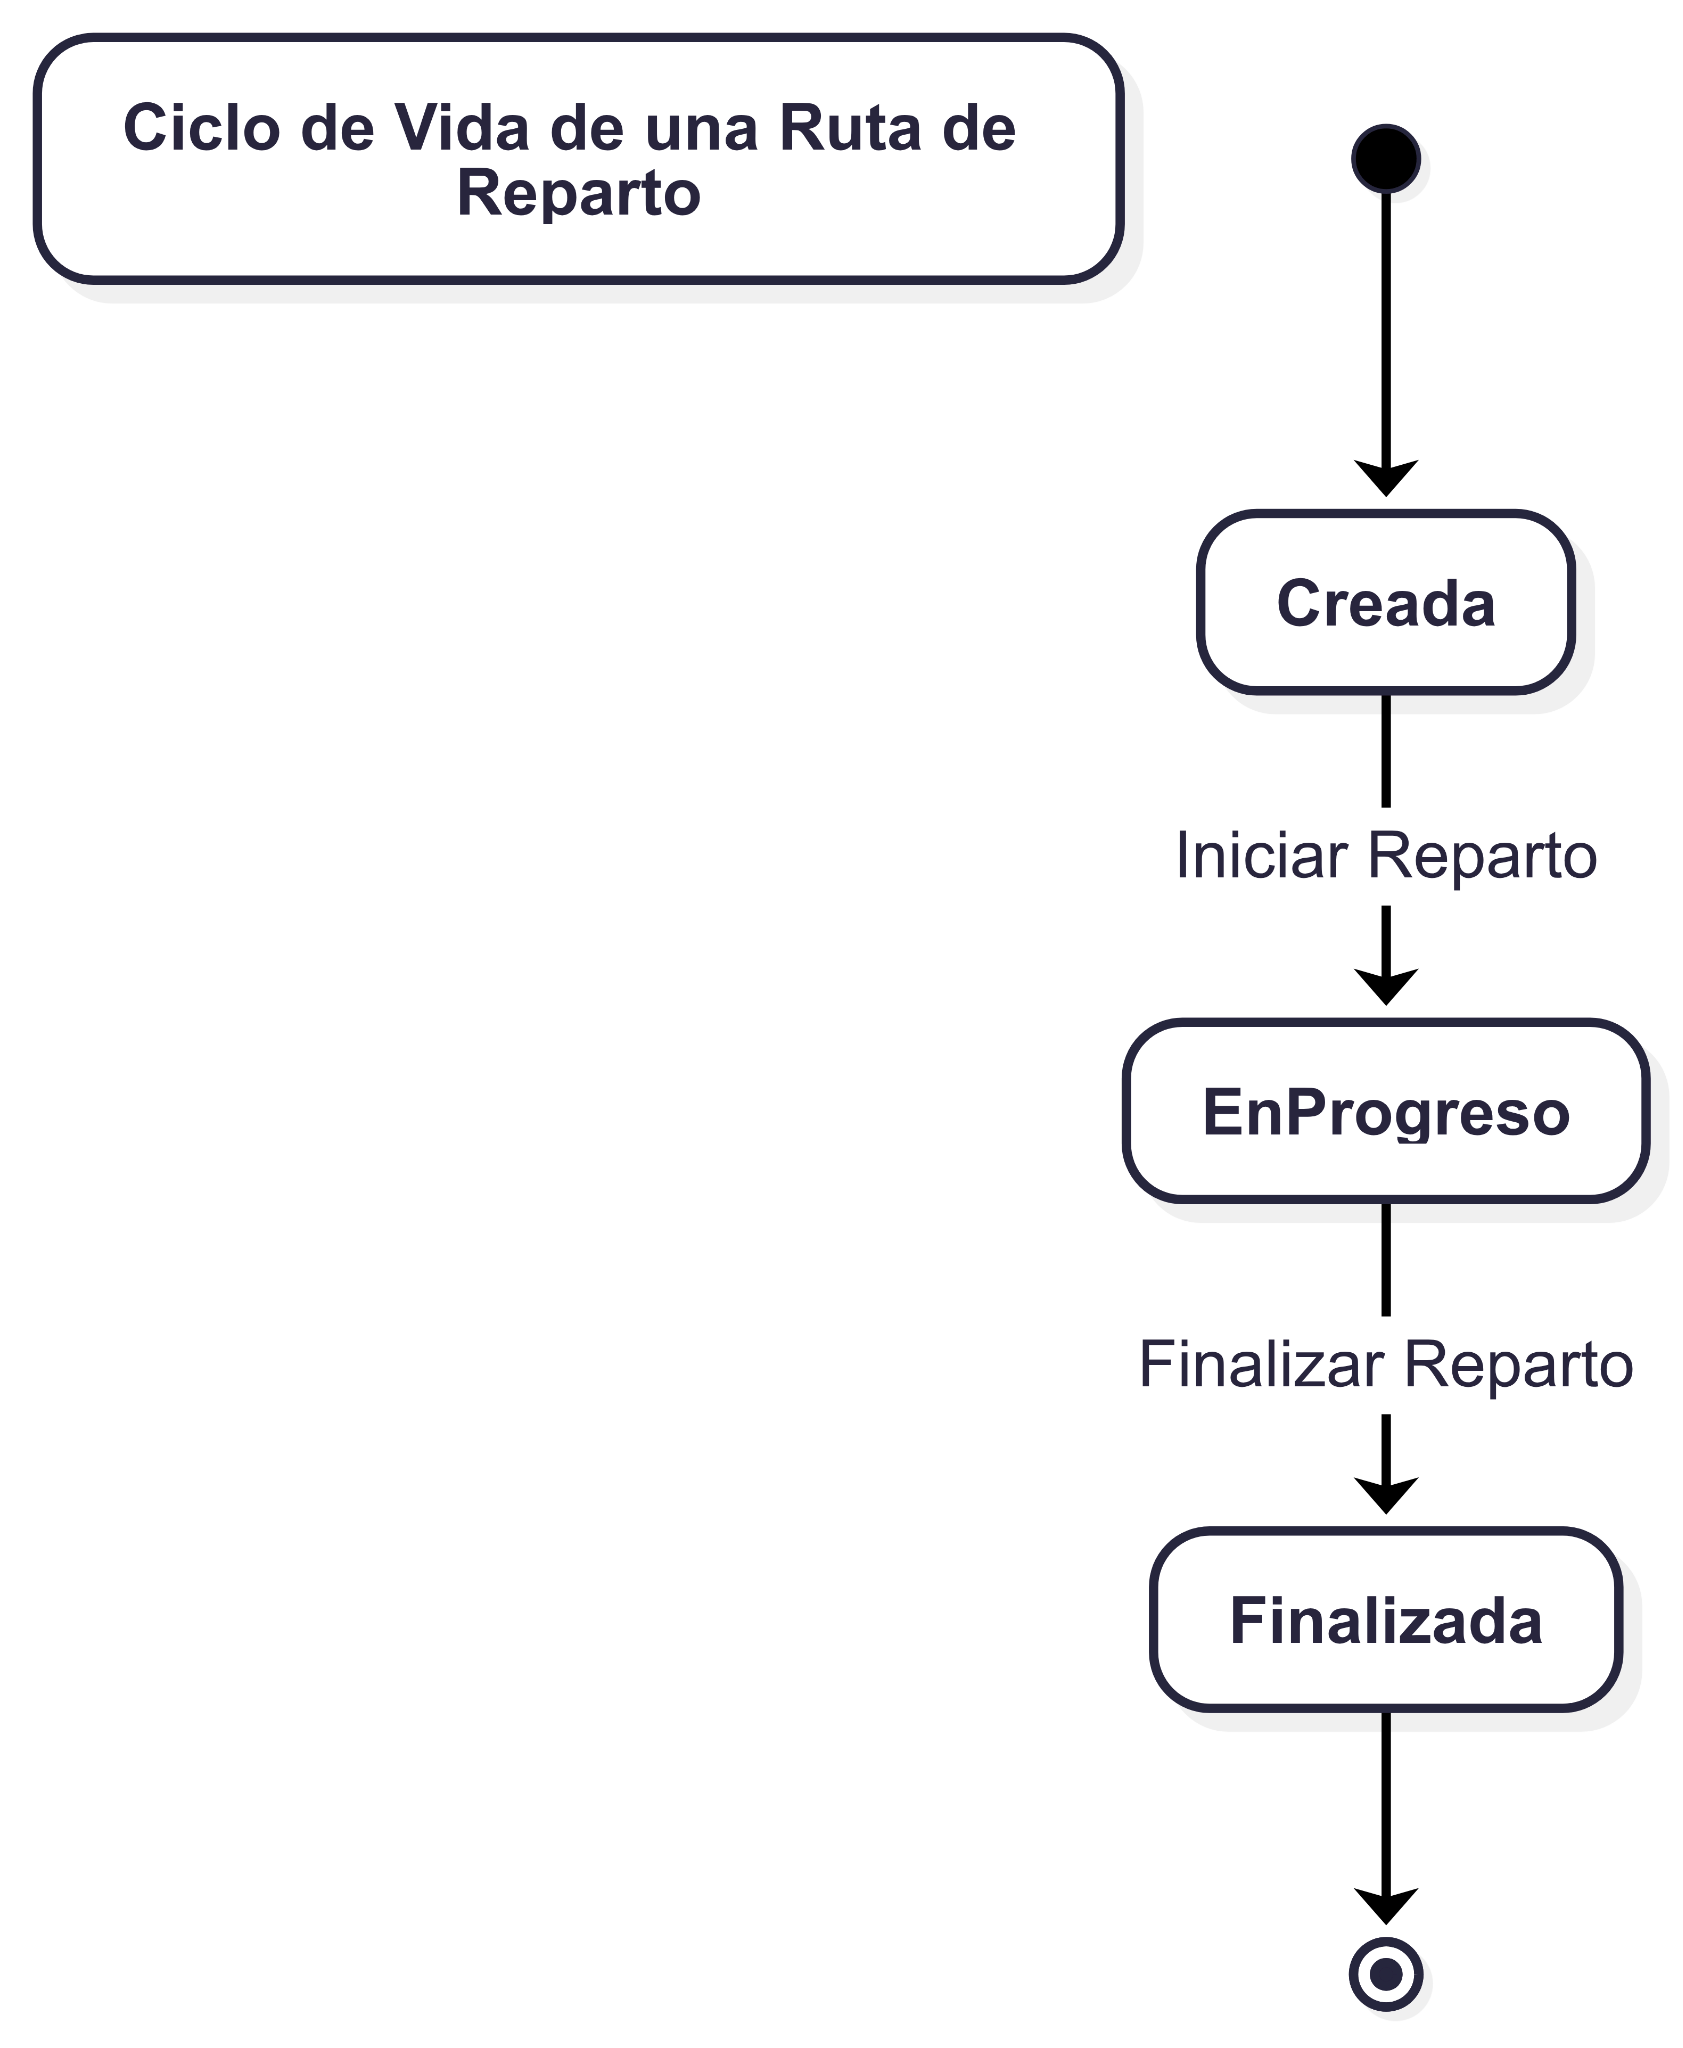 Ciclo de Vida de una Ruta de
Reparto
Creada
Iniciar Reparto
EnProgreso
Finalizar Reparto
Finalizada